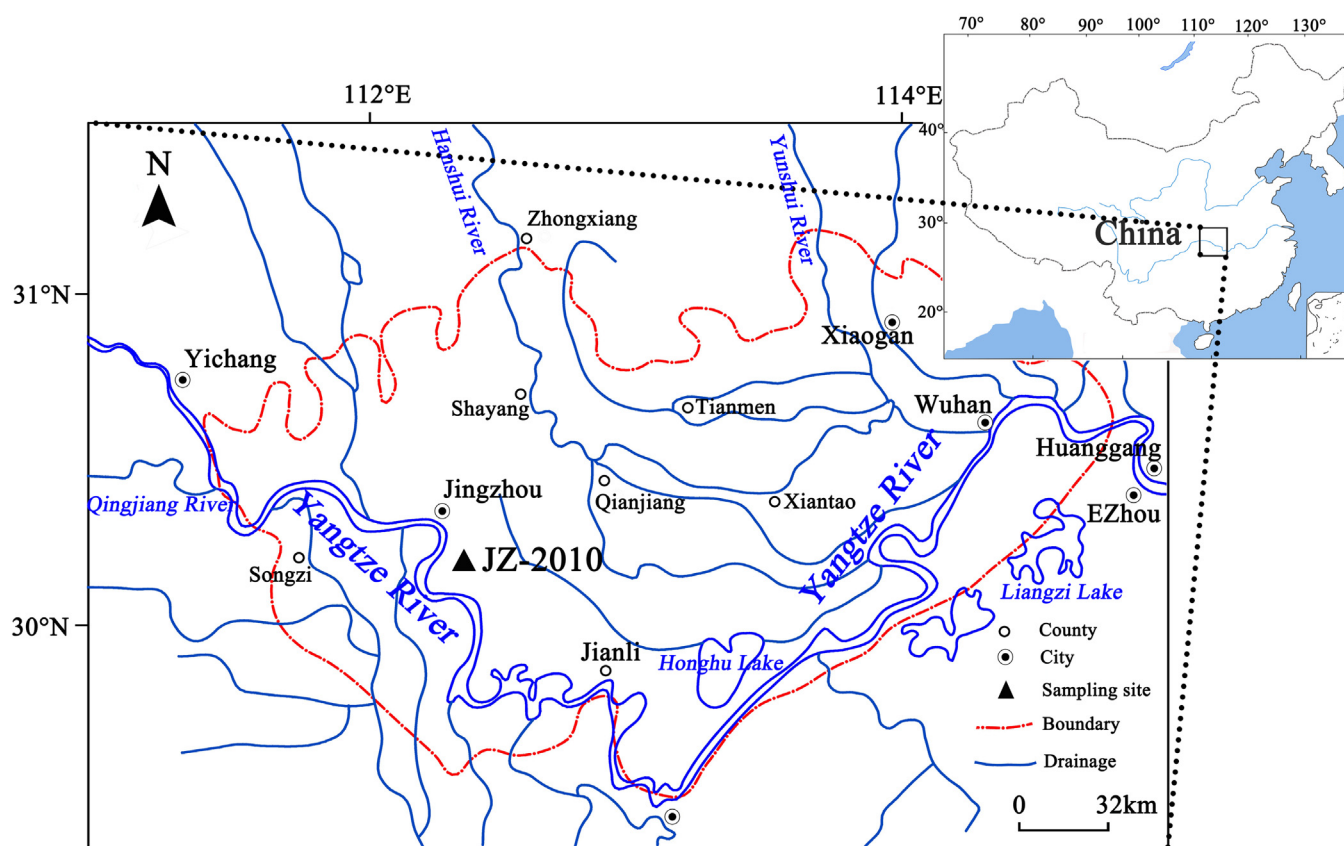 70°
80°
90°
100°
110°
120°
130°
40°
30°
20°
China
112°E
114°E
31°N
30°N
N
Hanshui River
Yunshui River
Zhongxiang
Xiaogan
Yichang
Shayang
Tianmen
Wuhan
Huanggang
Qingjiang River
Jingzhou
Qianjiang
Xiantao
EZhou
Yangtze River
Yangtze River
Songzi
JZ-2010
Liangzi Lake
Jianli
Honghu Lake
County
City
Sampling site
Boundary
Drainage
0 32km